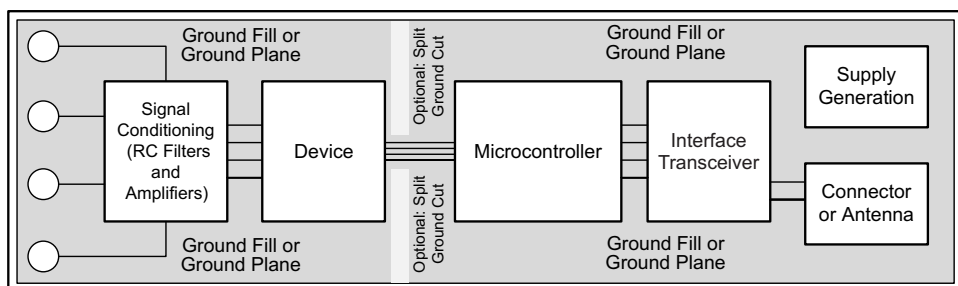 Ground Fill or
Ground Plane
Optional: Split
Ground Cut
Ground Fill or
Ground Plane
Signal
Conditioning
(RC Filters
and
Amplifiers)
Device
Microcontroller
Interface
Transceiver
Supply
Generation
Connector
or Antenna
Ground Fill or
Ground Plane
Optional: Split
Ground Cut
Ground Fill or
Ground Plane